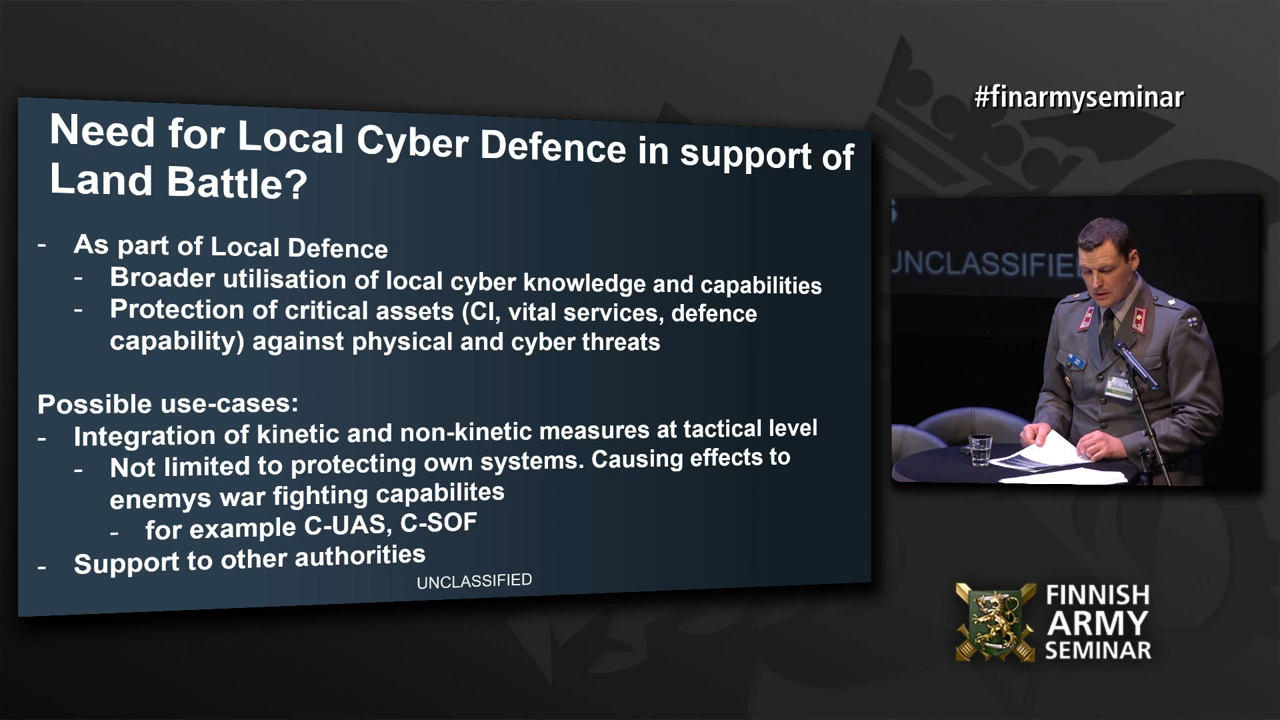 #finarmyseminar
Need for Local Cyber Defence in support of
Land Battle?
- As part of Local Defence
- Broader utilisation of local cyber knowledge and capabilities
- Protection of critical assets (CI, vital services, defence
capability) against physical and cyber threats
Possible use-cases:
- Integration of kinetic and non-kinetic measures at tactical level
- Not limited to protecting own systems. Causing effects to
enemys war fighting capabilites
- for example C-UAS, C-SOF
- Support to other authorities
UNCLASSIFIED
UNCLASSIFIED
FINNISH
ARMY
SEMINAR